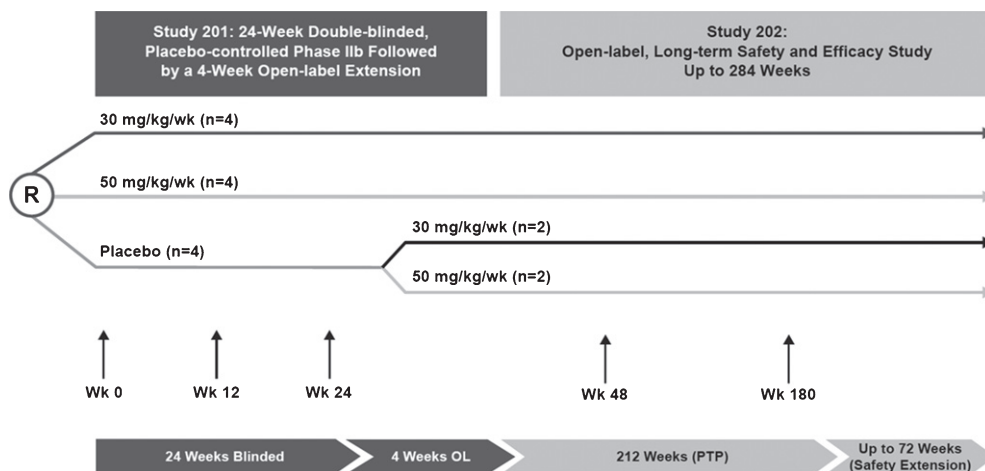 Study 201: 24-Week Double-blinded,
Placebo-controlled Phase IIb Followed
by a 4-Week Open-label Extension
Study 202:
Open-label, Long-term Safety and Efficacy Study
Up to 284 Weeks
30 mg/kg/wk (n=4)
50 mg/kg/wk (n=4)
R
30 mg/kg/wk (n=2)
Placebo (n=4)
50 mg/kg/wk (n=2)
Wk 0
Wk 12
Wk 24
Wk 48
Wk 180
24 Weeks Blinded
4 Weeks OL
212 Weeks (PTP)
Up to 72 Weeks
(Safety Extension)